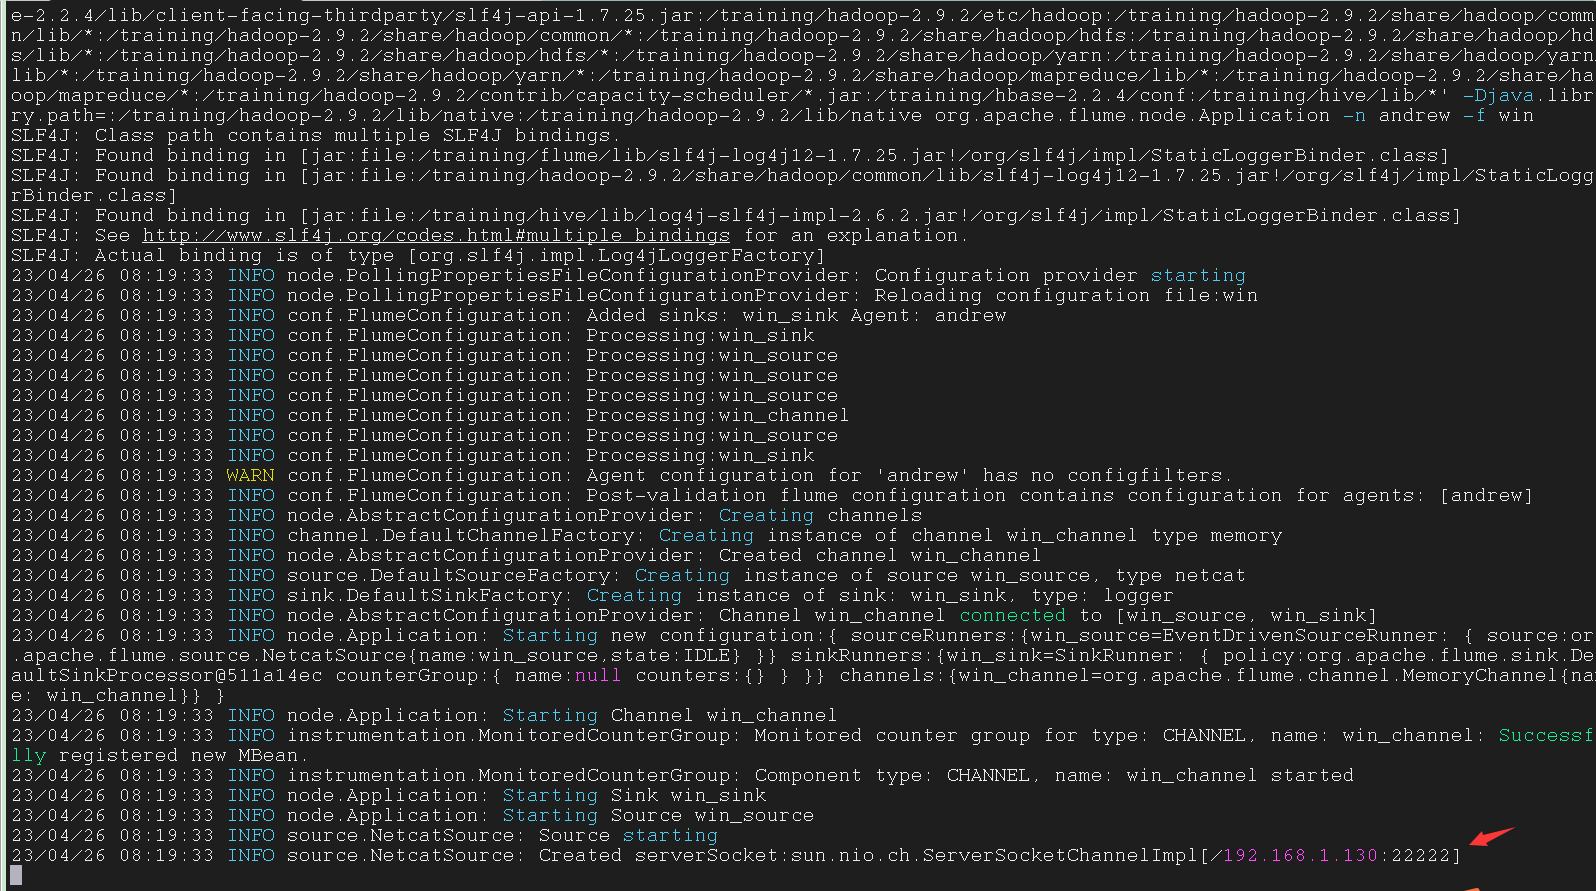 e-2.2.4/lib/client-facing-thirdparty/slf4j-api-1.7.25.jar:/training/hadoop-2.9.2/etc/hadoop:/training/hadoop-2.9.2/share/hadoop/comm
n/lib/*:/training/hadoop-2.9.2/share/hadoop/common/*:/training/hadoop-2.9.2/share/hadoop/hdfs:/training/hadoop-2.9.2/share/hadoop/hd
s/lib/*:/training/hadoop-2.9.2/share/hadoop/hdfs/*:/training/hadoop-2.9.2/share/hadoop/yarn:/training/hadoop-2.9.2/share/hadoop/yarn
lib/*:/training/hadoop-2.9.2/share/hadoop/yarn/*:/training/hadoop-2.9.2/share/hadoop/mapreduce/lib/*:/training/hadoop-2.9.2/share/ha
oop/mapreduce/*:/training/hadoop-2.9.2/contrib/capacity-scheduler/*.jar:/training/hbase-2.2.4/conf:/training/hive/lib/*' -Djava.libr
ry.path=:/training/hadoop-2.9.2/lib/native:/training/hadoop-2.9.2/lib/native org.apache.flume.node.Application -n andrew -f win
SLF4J: Class path contains multiple SLF4J bindings.
SLF4J: Found binding in [jar:file:/training/flume/lib/slf4j-log4j12-1.7.25.jar!/org/slf4j/impl/StaticLoggerBinder.class]
SLF4J: Found binding in [jar:file:/training/hadoop-2.9.2/share/hadoop/common/lib/slf4j-log4j12-1.7.25.jar!/org/slf4j/impl/StaticLogg
rBinder.class]
SLF4J: Found binding in [jar:file:/training/hive/lib/log4j-slf4j-impl-2.6.2.jar!/org/slf4j/impl/StaticLoggerBinder.class]
SLF4J: See http://www.slf4j.org/codes.html#multiple_bindings for an explanation.
SLF4J: Actual binding is of type [org.slf4j.impl.Log4jLoggerFactory]
23/04/26 08:19:33 INFO node.PollingPropertiesFileConfigurationProvider: Configuration provider starting
23/04/26 08:19:33 INFO node.PollingPropertiesFileConfigurationProvider: Reloading configuration file:win
23/04/26 08:19:33 INFO conf.FlumeConfiguration: Added sinks: win_sink Agent: andrew
23/04/26 08:19:33 INFO conf.FlumeConfiguration: Processing:win_sink
23/04/26 08:19:33 INFO conf.FlumeConfiguration: Processing:win_source
23/04/26 08:19:33 INFO conf.FlumeConfiguration: Processing:win_source
23/04/26 08:19:33 INFO conf.FlumeConfiguration: Processing:win_source
23/04/26 08:19:33 INFO conf.FlumeConfiguration: Processing:win_channel
23/04/26 08:19:33 INFO conf.FlumeConfiguration: Processing:win_source
23/04/26 08:19:33 INFO conf.FlumeConfiguration: Processing:win_sink
23/04/26 08:19:33 WARN conf.FlumeConfiguration: Agent configuration for 'andrew' has no configfilters.
23/04/26 08:19:33 INFO conf.FlumeConfiguration: Post-validation flume configuration contains configuration for agents: [andrew]
23/04/26 08:19:33 INFO node.AbstractConfigurationProvider: Creating channels
23/04/26 08:19:33 INFO channel.DefaultChannelFactory: Creating instance of channel win_channel type memory
23/04/26 08:19:33 INFO node.AbstractConfigurationProvider: Created channel win_channel
23/04/26 08:19:33 INFO source.DefaultSourceFactory: Creating instance of source win_source, type netcat
23/04/26 08:19:33 INFO sink.DefaultSinkFactory: Creating instance of sink: win_sink, type: logger
23/04/26 08:19:33 INFO node.AbstractConfigurationProvider: Channel win_channel connected to [win_source, win_sink]
23/04/26 08:19:33 INFO node.Application: Starting new configuration:{ sourceRunners:{win_source=EventDrivenSourceRunner: { source:or
.apache.flume.source.NetcatSource{name:win_source,state:IDLE} }} sinkRunners:{win_sink=SinkRunner: { policy:org.apache.flume.sink.De
aultSinkProcessor@511a14ec counterGroup:{ name:null counters:{} } }} channels:{win_channel=org.apache.flume.channel.MemoryChannel{na
e: win_channel}} }
23/04/26 08:19:33 INFO node.Application: Starting Channel win_channel
23/04/26 08:19:33 INFO instrumentation.MonitoredCounterGroup: Monitored counter group for type: CHANNEL, name: win_channel: Successf
lly registered new MBean.
23/04/26 08:19:33 INFO instrumentation.MonitoredCounterGroup: Component type: CHANNEL, name: win_channel started
23/04/26 08:19:33 INFO node.Application: Starting Sink win_sink
23/04/26 08:19:33 INFO node.Application: Starting Source win_source
23/04/26 08:19:33 INFO source.NetcatSource: Source starting
23/04/26 08:19:33 INFO source.NetcatSource: Created serverSocket:sun.nio.ch.ServerSocketChannelImpl[/192.168.1.130:22222]